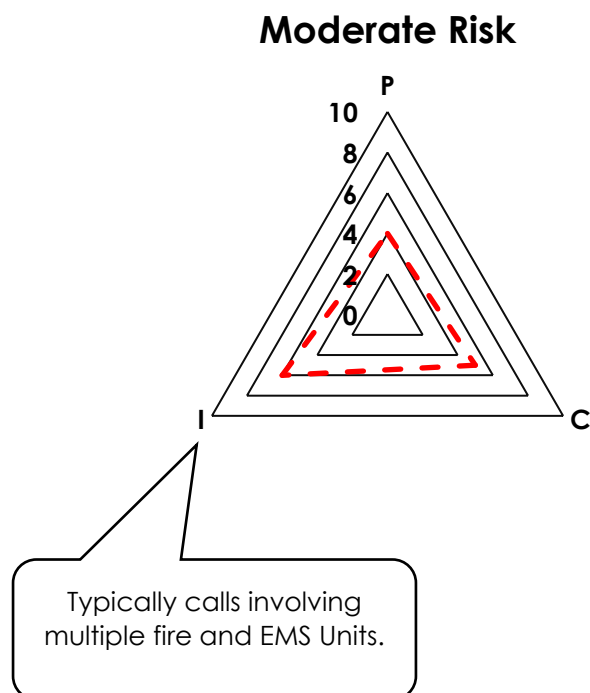 Moderate Risk
P
10
8
6
4
2
0
I
C
Typically calls involving
multiple fire and EMS Units.